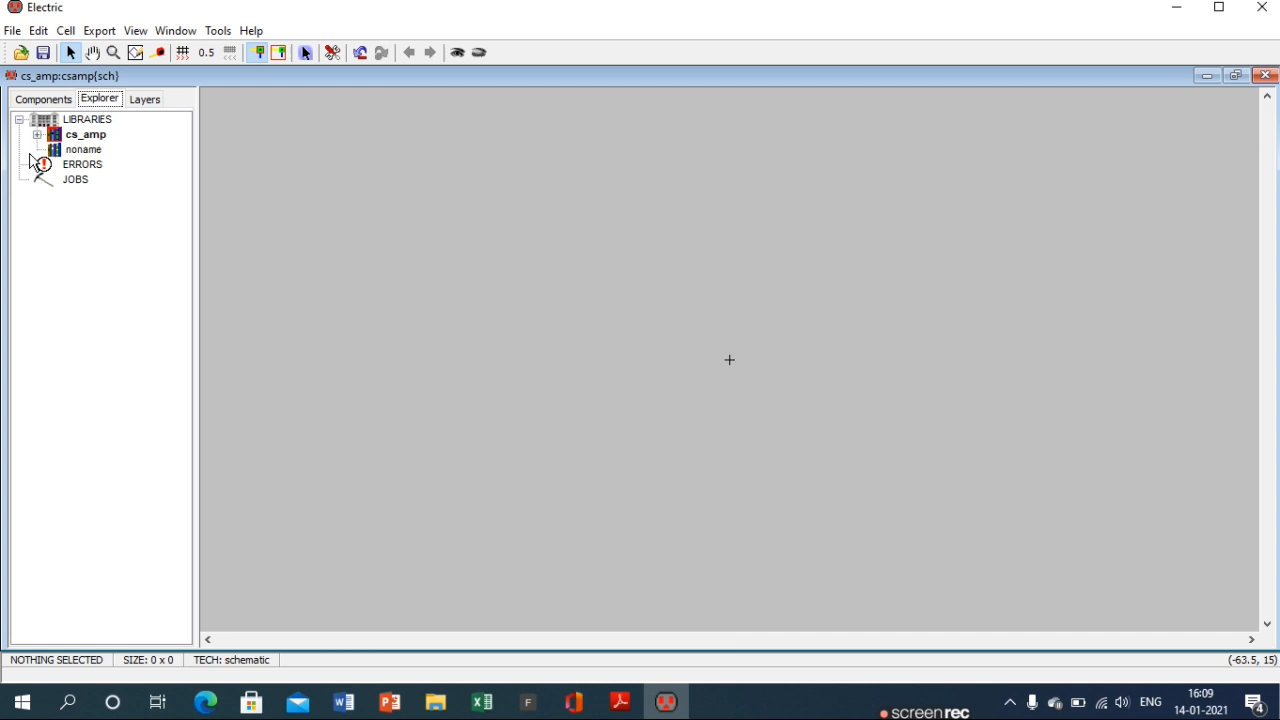 Electric
File Edit Cell Export View Window Tools Help
0.5
cs_amp:csamp{sch}
Components Explorer Layers
LIBRARIES
cs_amp
noname
ERRORS
JOBS
NOTHING SELECTED SIZE: 0 x 0 TECH: schematic (-63.5, 15)
ENG 16:09
14-01-2021
4
screenrec